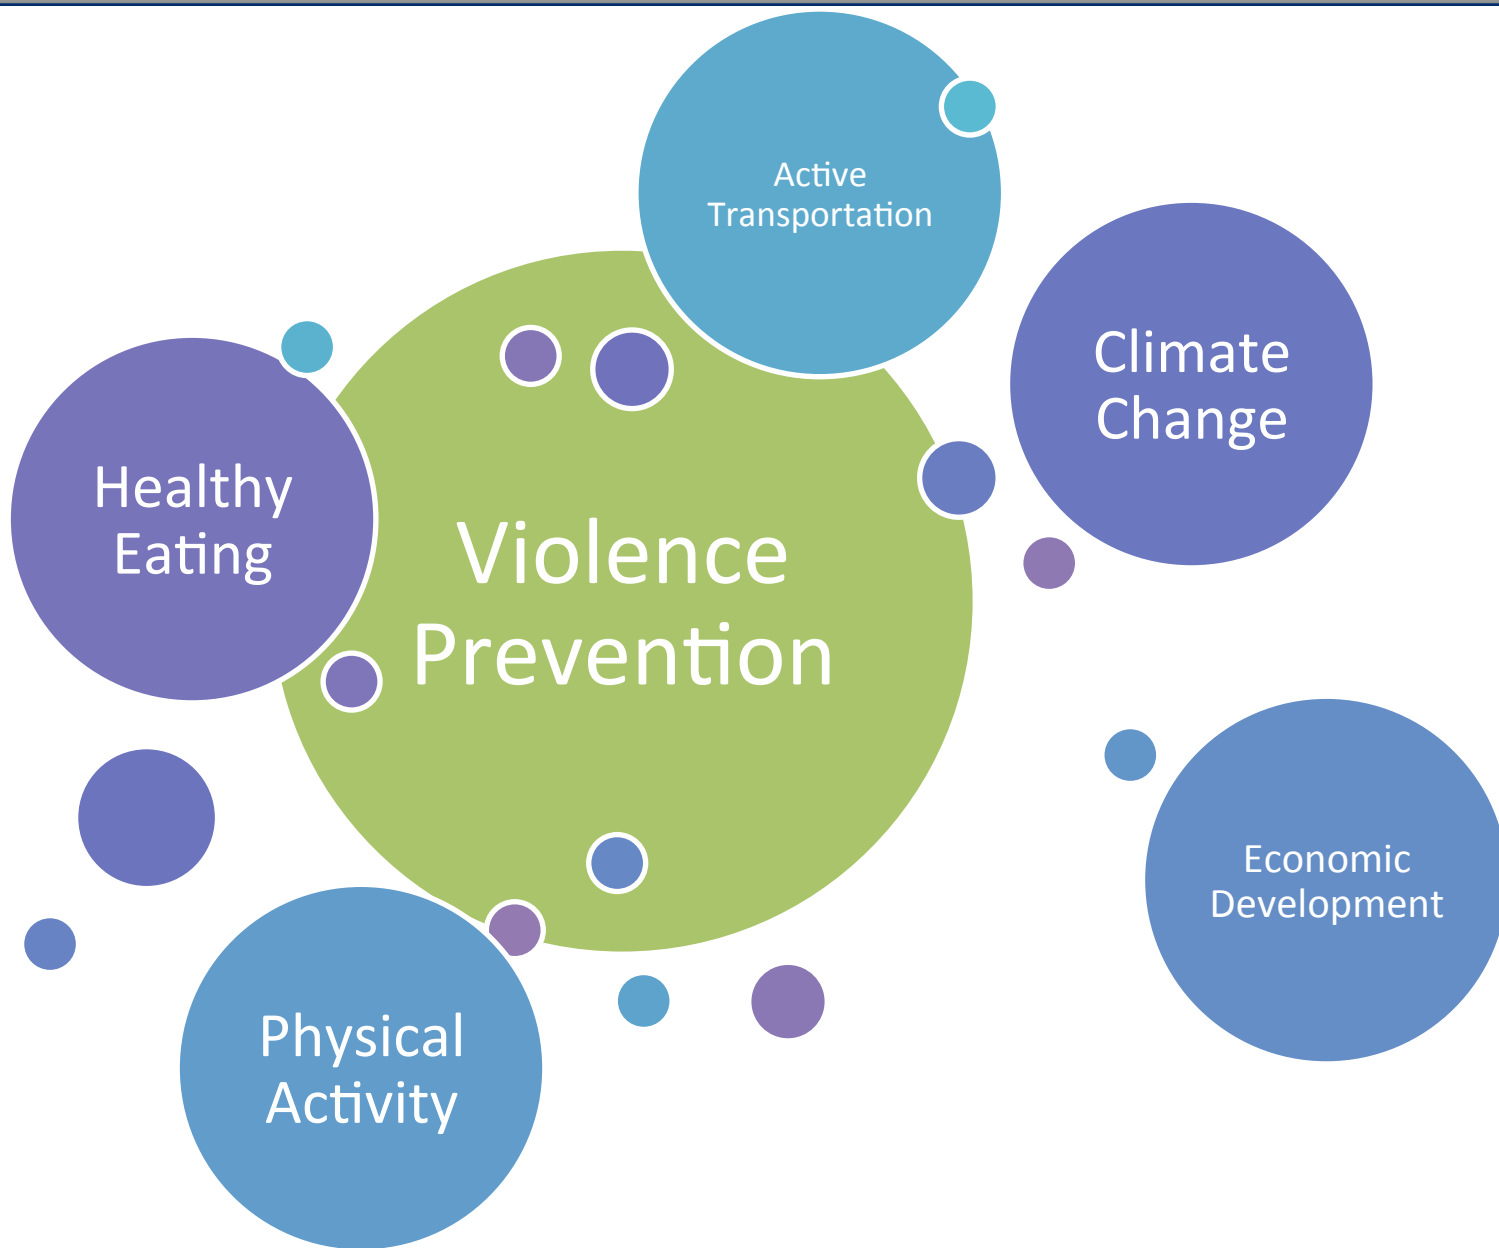 Active
Transportation
Climate
Change
Healthy
Eating
Violence
Prevention
Economic
Development
Physical
Activity